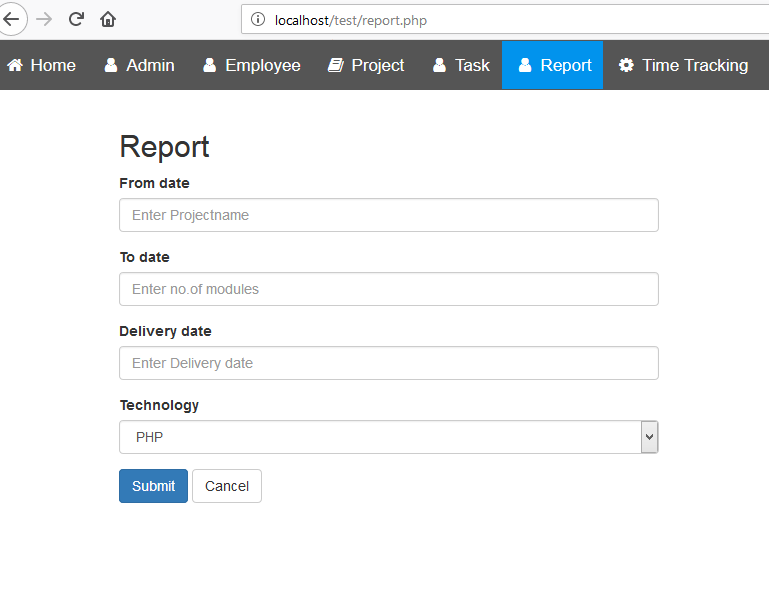 localhost/test/report.php
Home Admin Employee Project Task Report Time Tracking
Report
From date
Enter Projectname
To date
Enter no.of modules
Delivery date
Enter Delivery date
Technology
PHP
Submit Cancel